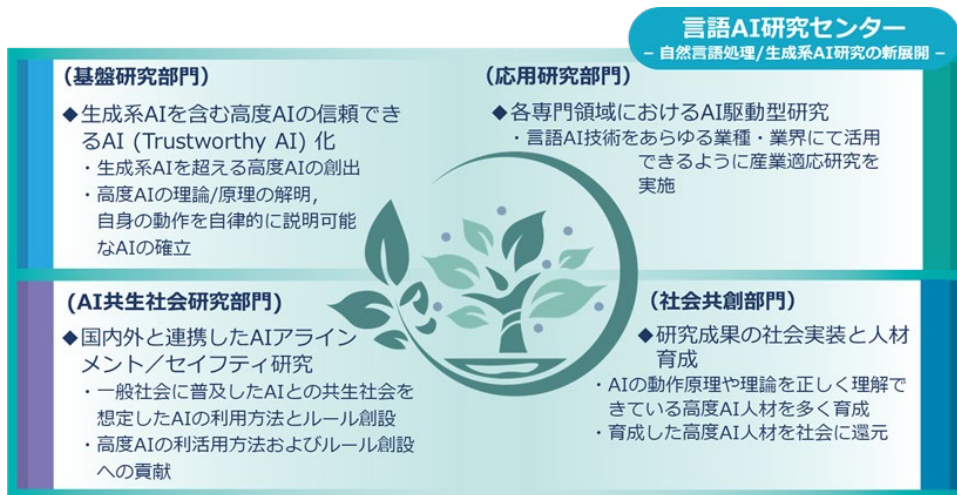 言語AI研究センター
– 自然言語処理/生成系AI研究の新展開 –
(基盤研究部門)
◆生成系AIを含む高度AIの信頼でき
るAI (Trustworthy AI) 化
・生成系AIを超える高度AIの創出
・高度AIの理論/原理の解明,
自身の動作を自律的に説明可能
なAIの確立
(応用研究部門)
◆各専門領域におけるAI駆動型研究
・言語AI技術をあらゆる業種・業界にて活用
できるように産業適応研究を
実施
(AI共生社会研究部門)
◆国内外と連携したAIアライン
メント／セイフティ研究
・一般社会に普及したAIとの共生社会を
想定したAIの利用方法とルール創設
・高度AIの利活用方法およびルール創設
への貢献
(社会共創部門)
◆研究成果の社会実装と人材
育成
・AIの動作原理や理論を正しく理解で
きている高度AI人材を多く育成
・育成した高度AI人材を社会に還元